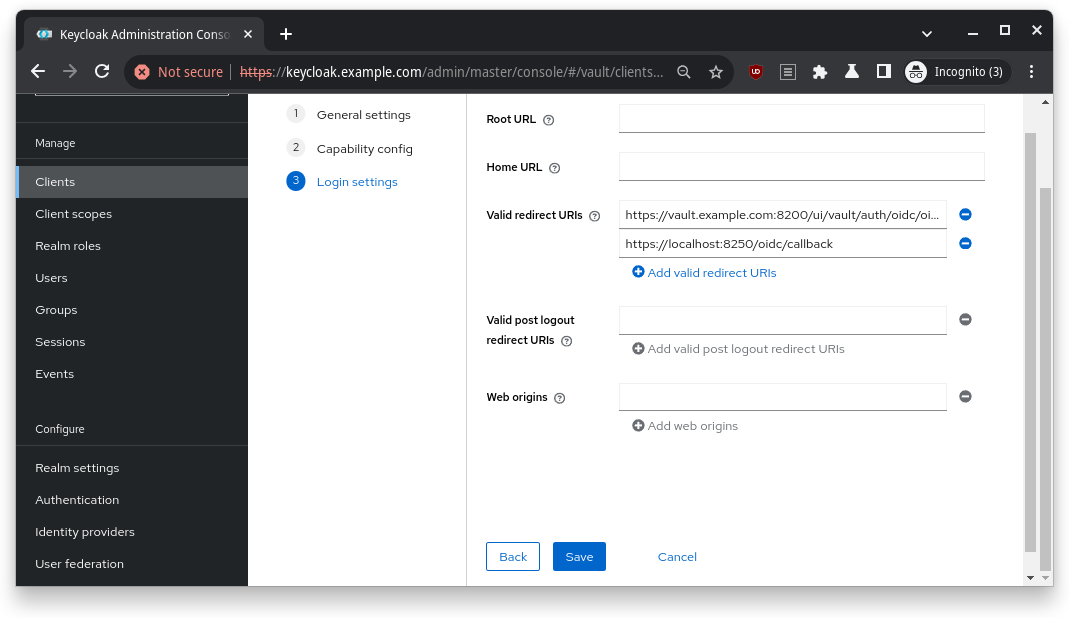 Keycloak Administration Conso
Not secure
https://keycloak.example.com/admin/master/console/#/vault/clients...
Incognito (3)
Manage
Clients
Client scopes
Realm roles
Users
Groups
Sessions
Events
Configure
Realm settings
Authentication
Identity providers
User federation
1 General settings
2 Capability config
3 Login settings
Root URL
Home URL
Valid redirect URIs
https://vault.example.com:8200/ui/vault/auth/oidc/oi...
https://localhost:8250/oidc/callback
Add valid redirect URIs
Valid post logout
redirect URIs
Add valid post logout redirect URIs
Web origins
Add web origins
Back
Save
Cancel